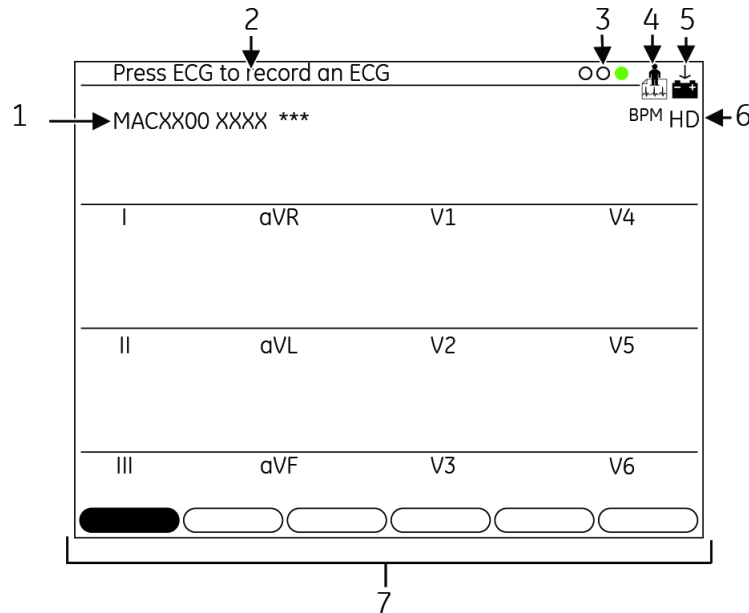 2 3 4 5
Press ECG to record an ECG
1 MACXX00 XXXX *** BPM HD 6
I aVR V1 V4
II aVL V2 V5
III aVF V3 V6
7